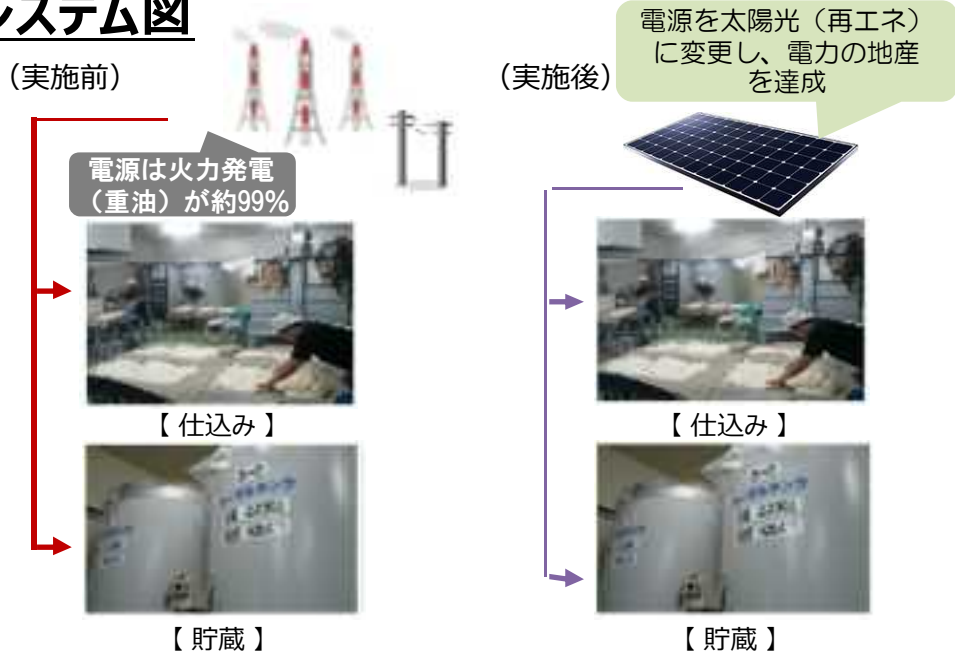 システム図
（実施前）
電源は火力発電
（重油）が約99%
【 仕込み 】
【 貯蔵 】
（実施後）
電源を太陽光（再エネ）
に変更し、電力の地産
を達成
【 仕込み 】
【 貯蔵 】